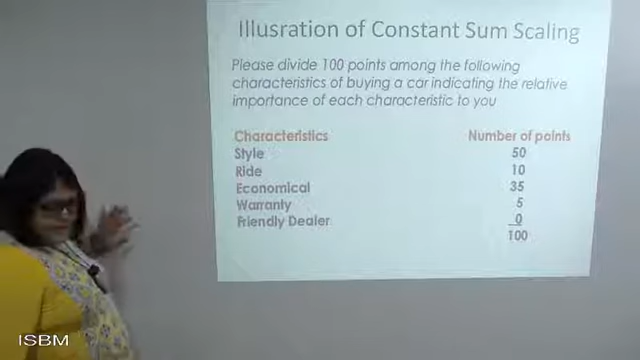 Illusration of Constant Sum Scaling
Please divide 100 points among the following
characteristics of buying a car indicating the relative
importance of each characteristic to you
Characteristics Number of points
Style 50
Ride 10
Economical 35
Warranty 5
Friendly Dealer 0
100
ISBM